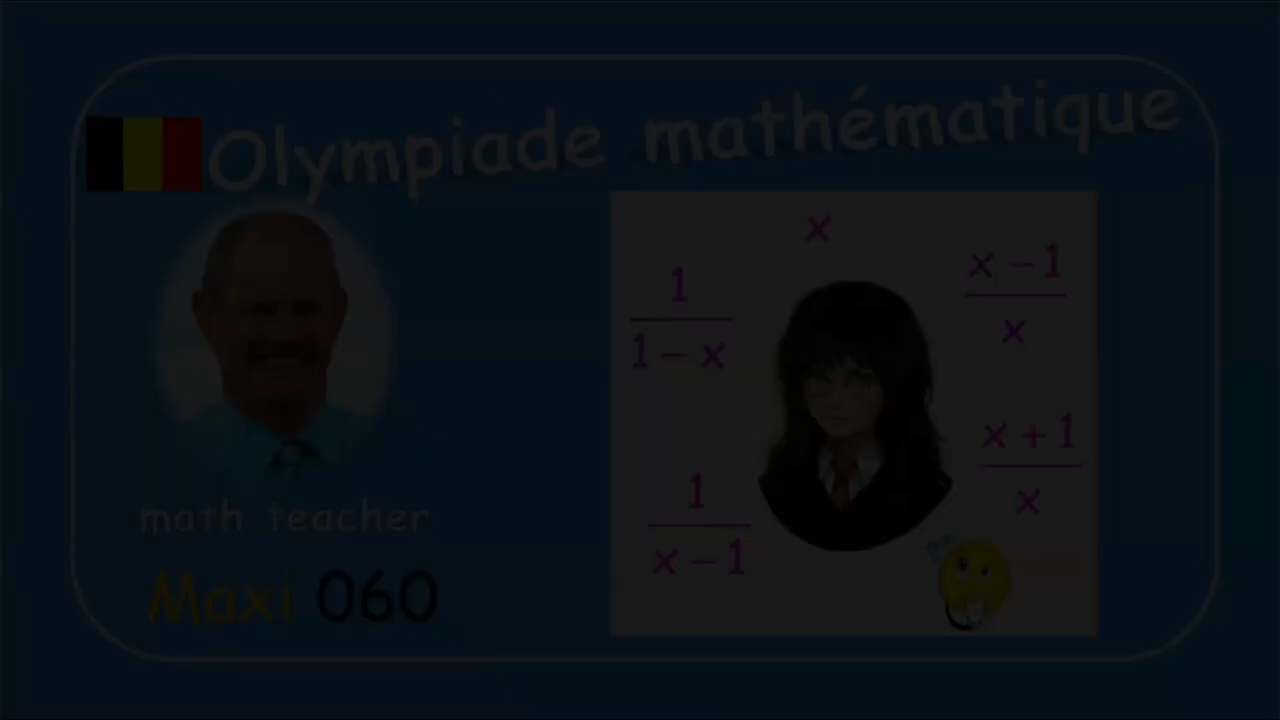 Olympiade mathématique
x
1
1 − x
x − 1
x
x + 1
x
1
x − 1
math teacher
Maxi 060